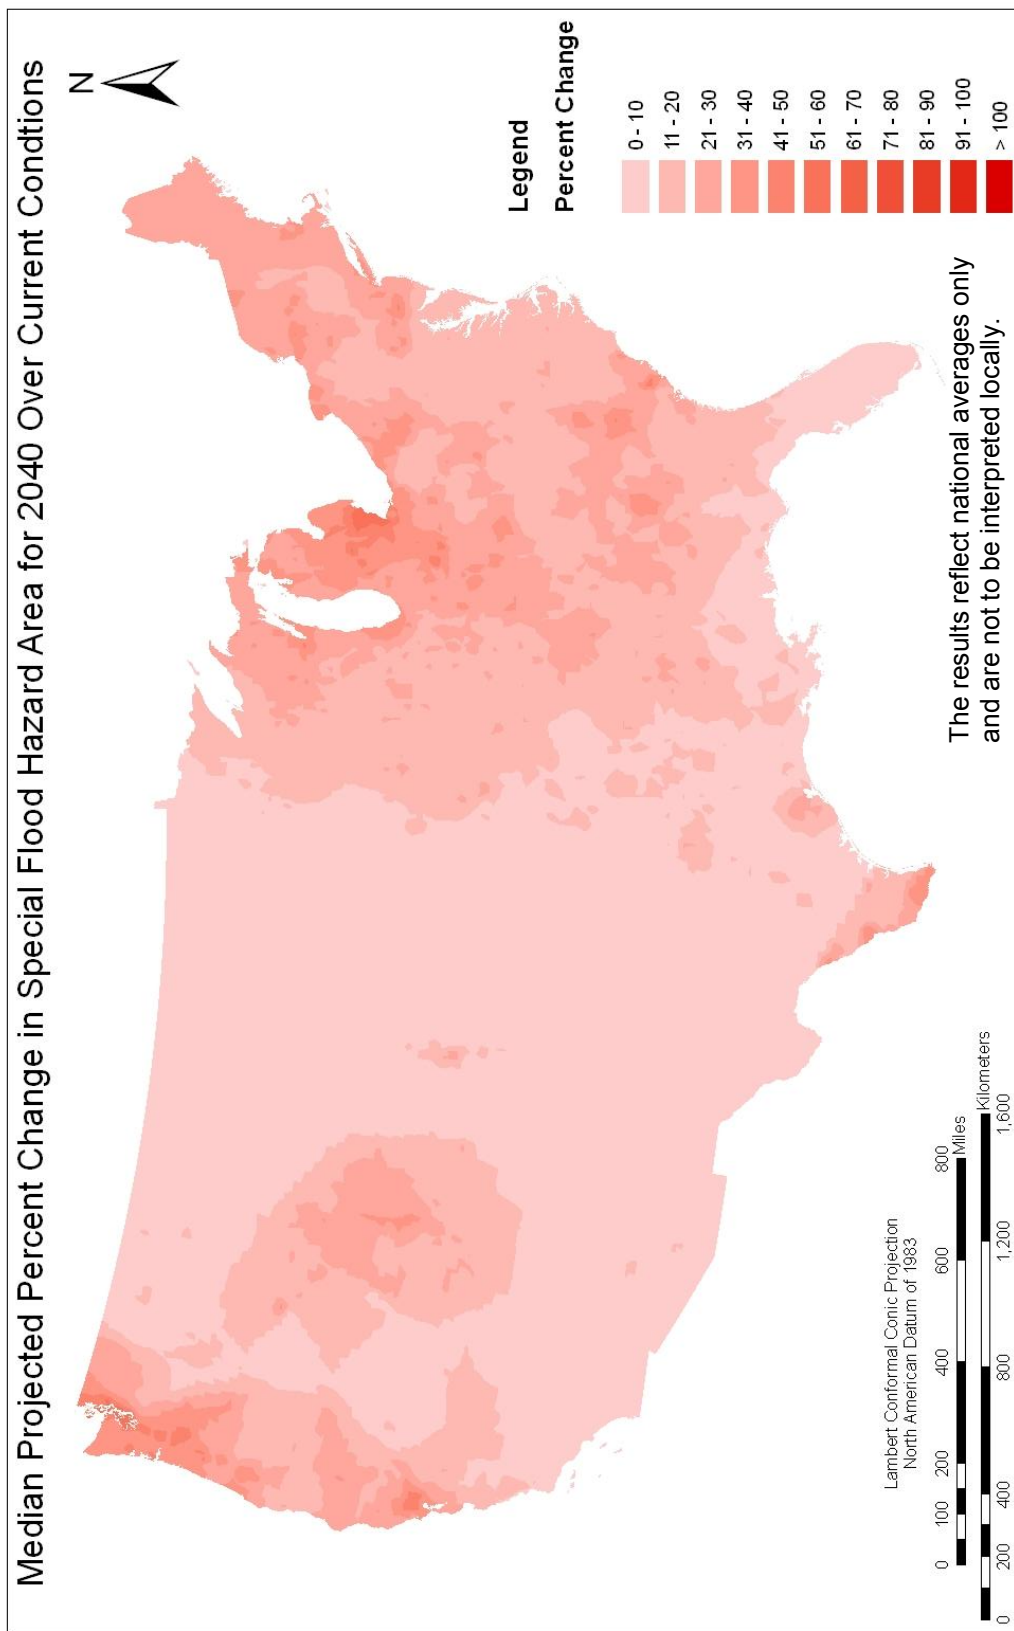 Median Projected Percent Change in Special Flood Hazard Area for 2040 Over Current Condtions
N
Legend
Percent Change
0 - 10
11 - 20
21 - 30
31 - 40
41 - 50
51 - 60
61 - 70
71 - 80
81 - 90
91 - 100
> 100
The results reflect national averages only
and are not to be interpreted locally.
Lambert Conformal Conic Projection
North American Datum of 1983
0 100 200 400 600 800
Miles
Kilometers
0 200 400 800 1,200 1,600